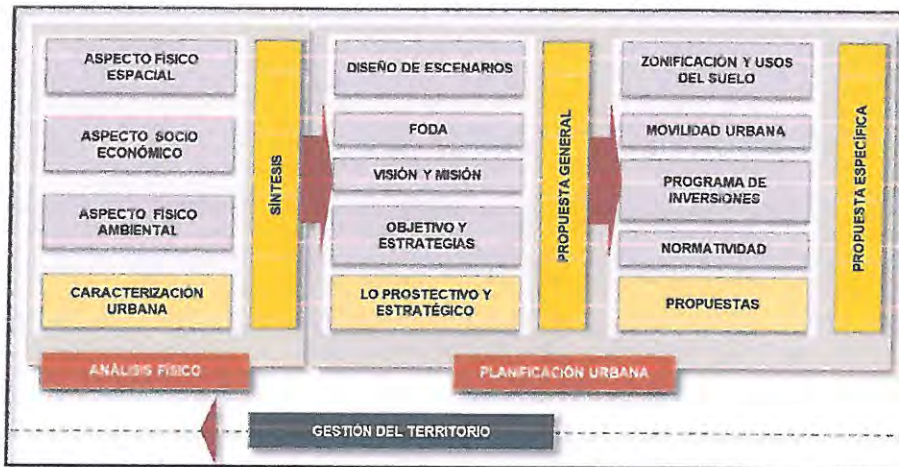 ASPECTO FÍSICO
ESPACIAL
ASPECTO SOCIO
ECONÓMICO
ASPECTO FÍSICO
AMBIENTAL
CARACTERIZACIÓN
URBANA
SÍNTESIS
DISEÑO DE ESCENARIOS
FODA
VISIÓN Y MISIÓN
OBJETIVO Y
ESTRATEGIAS
LO PROSTECTIVO Y
ESTRATÉGICO
PROPUESTA GENERAL
ZONIFICACIÓN Y USOS
DEL SUELO
MOVILIDAD URBANA
PROGRAMA DE
INVERSIONES
NORMATIVIDAD
PROPUESTAS
PROPUESTA ESPECÍFICA
ANÁLISIS FÍSICO
PLANIFICACIÓN URBANA
GESTIÓN DEL TERRITORIO